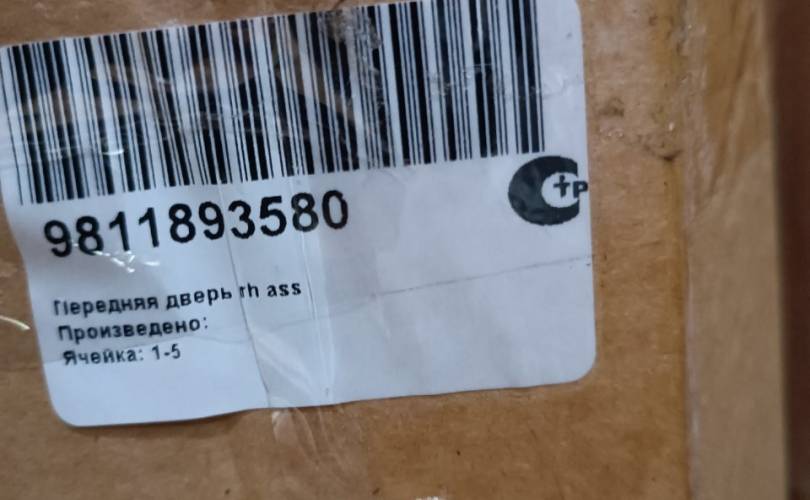 9811893580
Передняя дверь rh ass
Произведено:
Ячейка: 1-5